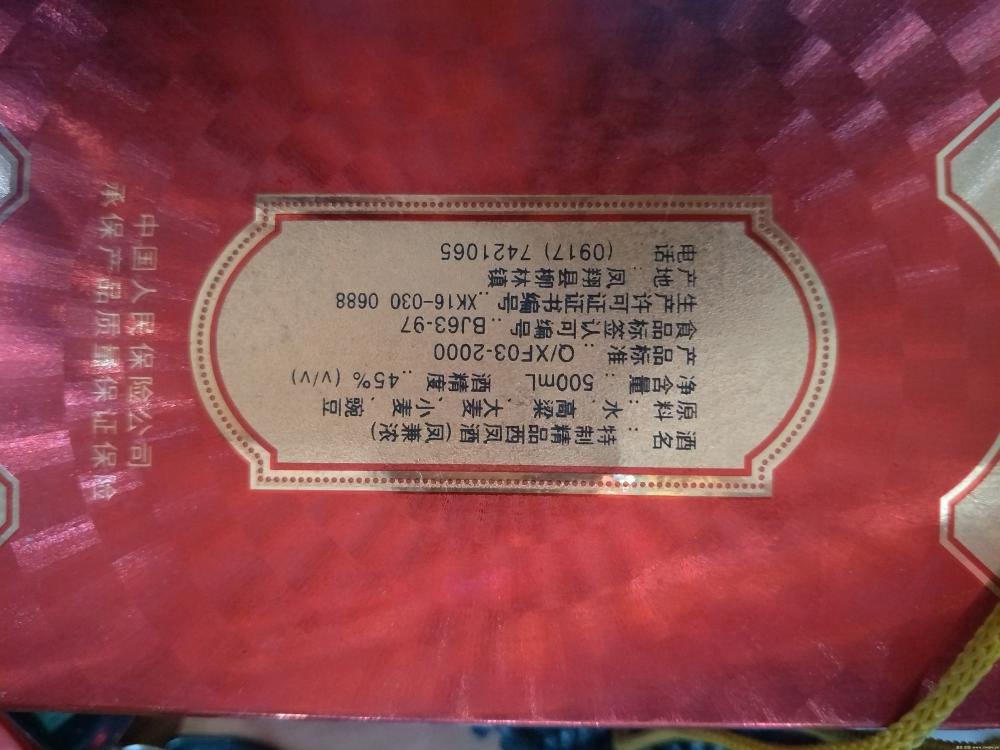 酒名：特制精品西凤酒(凤兼浓)
原料：水、高粱、大麦、小麦、豌豆
净含量：500mL 酒精度：45%(v/v)
产品标准：Q/XF03-2000
食品标签认可编号：BJ63-97
生产许可证证书编号：XK16-030 0688
产地：凤翔县柳林镇
电话：(0917) 7421065
中国人民保险公司
承保产品质量保证保险